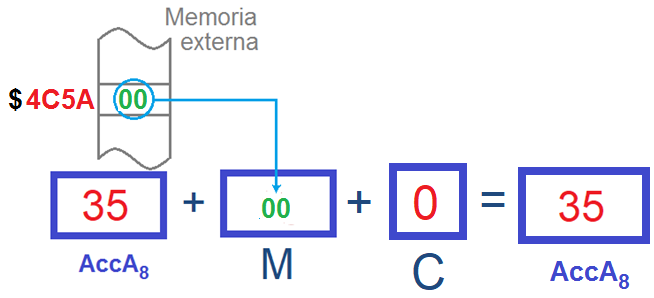 Memoria
externa
$ 4C5A 00
35 + 00 + 0 = 35
AccA₈ M C AccA₈